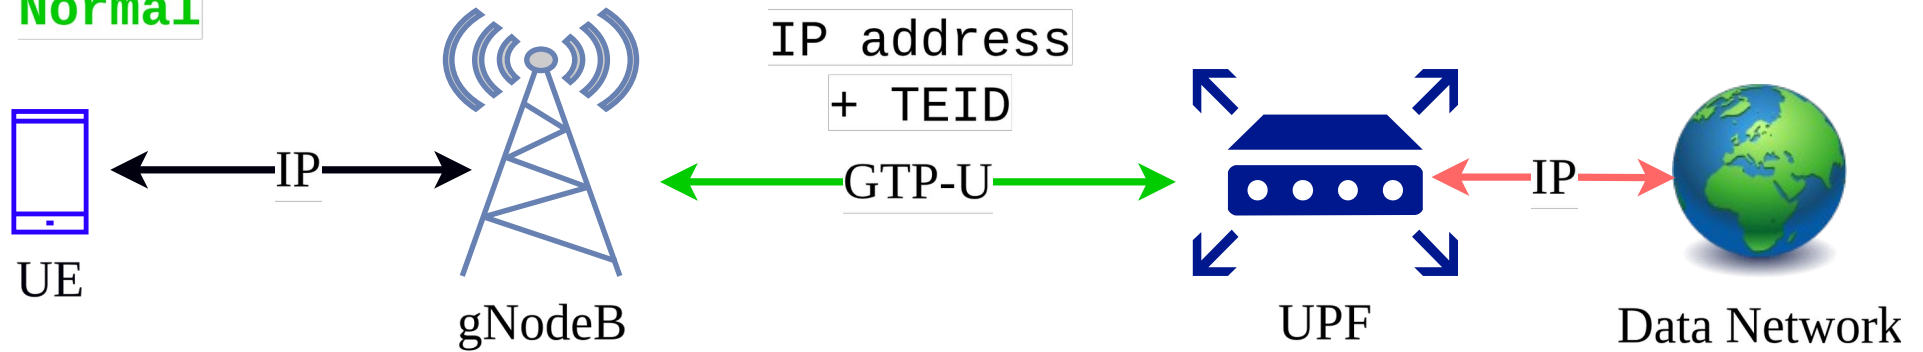 Normal
IP address
+ TEID
IP
GTP-U
IP
UE
gNodeB
UPF
Data Network